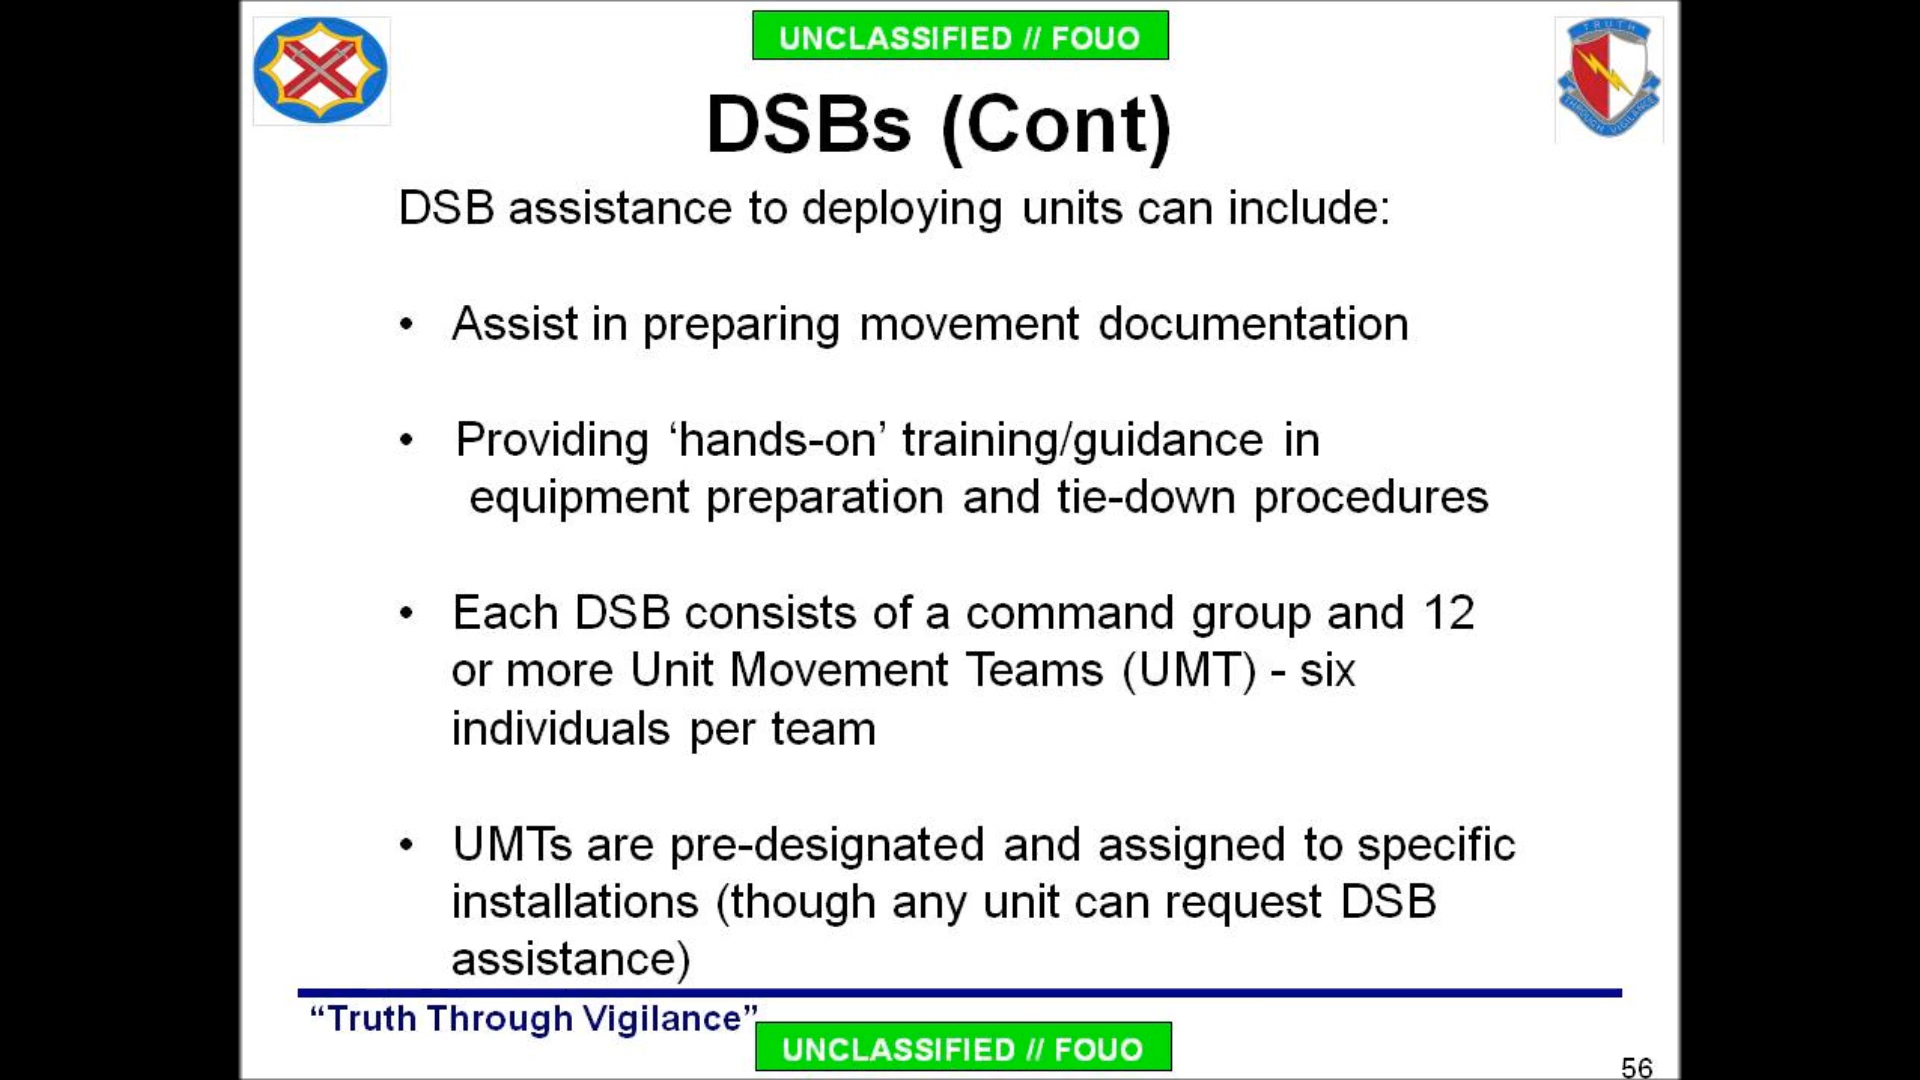 UNCLASSIFIED // FOUO
TRUTH
THROUGH VIGILANCE
DSBs (Cont)
DSB assistance to deploying units can include:
• Assist in preparing movement documentation
• Providing ‘hands-on’ training/guidance in
equipment preparation and tie-down procedures
• Each DSB consists of a command group and 12
or more Unit Movement Teams (UMT) - six
individuals per team
• UMTs are pre-designated and assigned to specific
installations (though any unit can request DSB
assistance)
“Truth Through Vigilance”
UNCLASSIFIED // FOUO
56